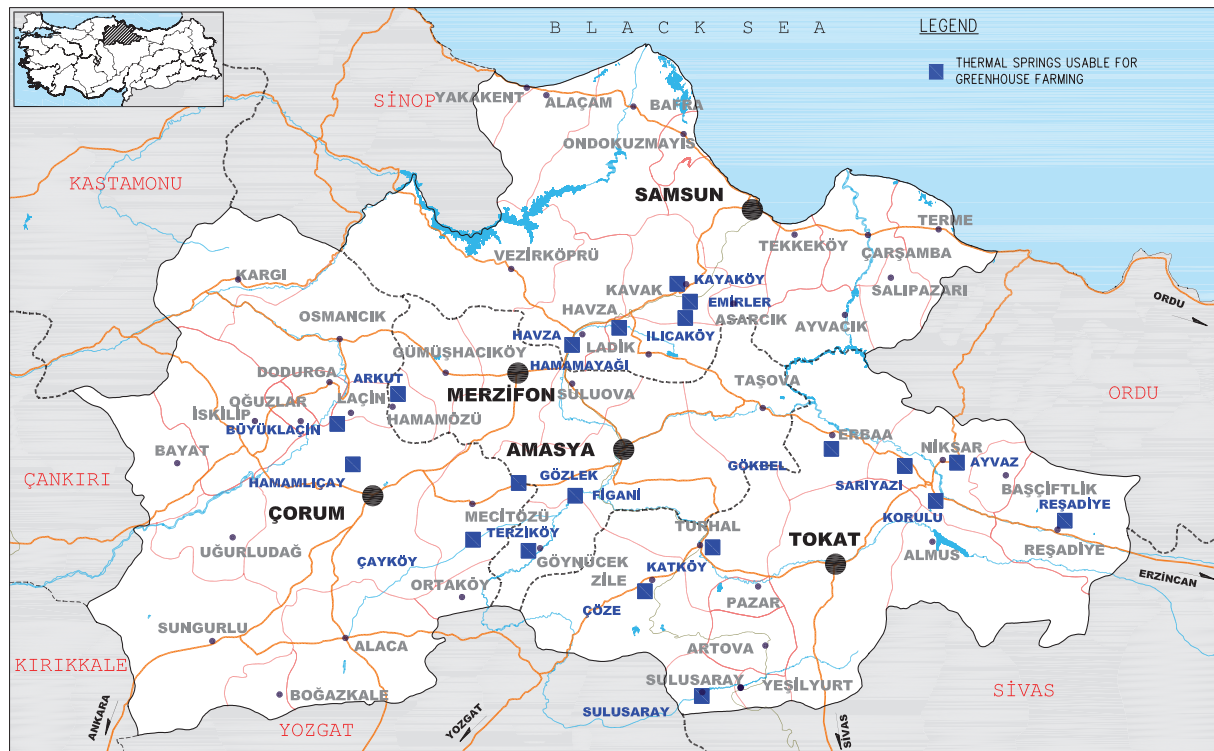 B L A C K S E A
LEGEND
THERMAL SPRINGS USABLE FOR
GREENHOUSE FARMING
SİNOP
YAKAKENT
ALAÇAM
BAFRA
ONDOKUZMAYIS
KASTAMONU
SAMSUN
TERME
TEKKEKÖY
ÇARŞAMBA
VEZİRKÖPRÜ
KARGI
KAVAK
KAYAKÖY
SALIPAZARI
EMİRLER
ORDU
OSMANCIK
HAVZA
ASARCIK
AYVACIK
HAVZA
ILICAKÖY
LADİK
GÜMÜŞHACIKÖY
HAMAMAYAĞI
DODURGA
ARKUT
MERZİFON
SULUOVA
TAŞOVA
ORDU
OĞUZLAR
LAÇİN
İSKİLİP
HAMAMÖZÜ
BÜYÜKLAÇİN
ERBAA
BAYAT
AMASYA
NİKSAR
AYVAZ
GÖKBEL
ÇANKIRI
HAMAMLIÇAY
GÖZLEK
SARIYAZI
BAŞÇİFTLİK
FİGANİ
ÇORUM
MECİTÖZÜ
KORULU
REŞADİYE
TERZİKÖY
TURHAL
TOKAT
UĞURLUDAĞ
ÇAYKÖY
GÖYNÜCEK
ALMUS
REŞADİYE
KATKÖY
ZİLE
ERZİNCAN
ORTAKÖY
ÇÖZE
PAZAR
SUNGURLU
ALACA
ARTOVA
KIRIKKALE
SULUSARAY
YEŞİLYURT
SİVAS
BOĞAZKALE
SULUSARAY
ANKARA
YOZGAT
YOZGAT
SİVAS